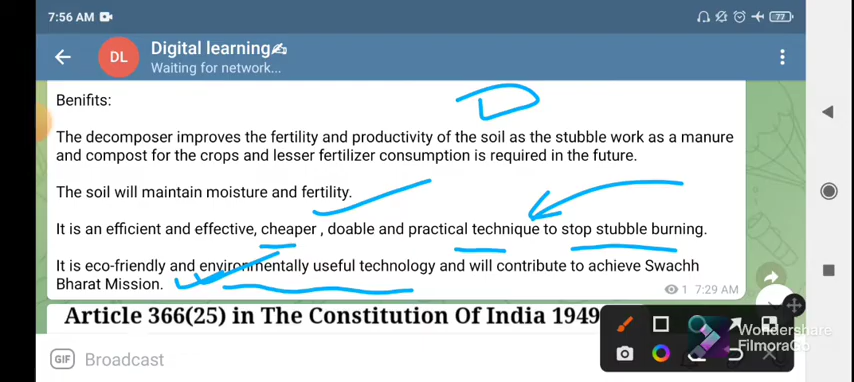 7:56 AM
77
DL
Digital learning✍
Waiting for network...
Benifits:
D
The decomposer improves the fertility and productivity of the soil as the stubble work as a manure
and compost for the crops and lesser fertilizer consumption is required in the future.
The soil will maintain moisture and fertility.
It is an efficient and effective, cheaper , doable and practical technique to stop stubble burning.
It is eco-friendly and environmentally useful technology and will contribute to achieve Swachh
Bharat Mission.
1 7:29 AM
Article 366(25) in The Constitution Of India 1949
Wondershare
FilmoraGo
GIF Broadcast